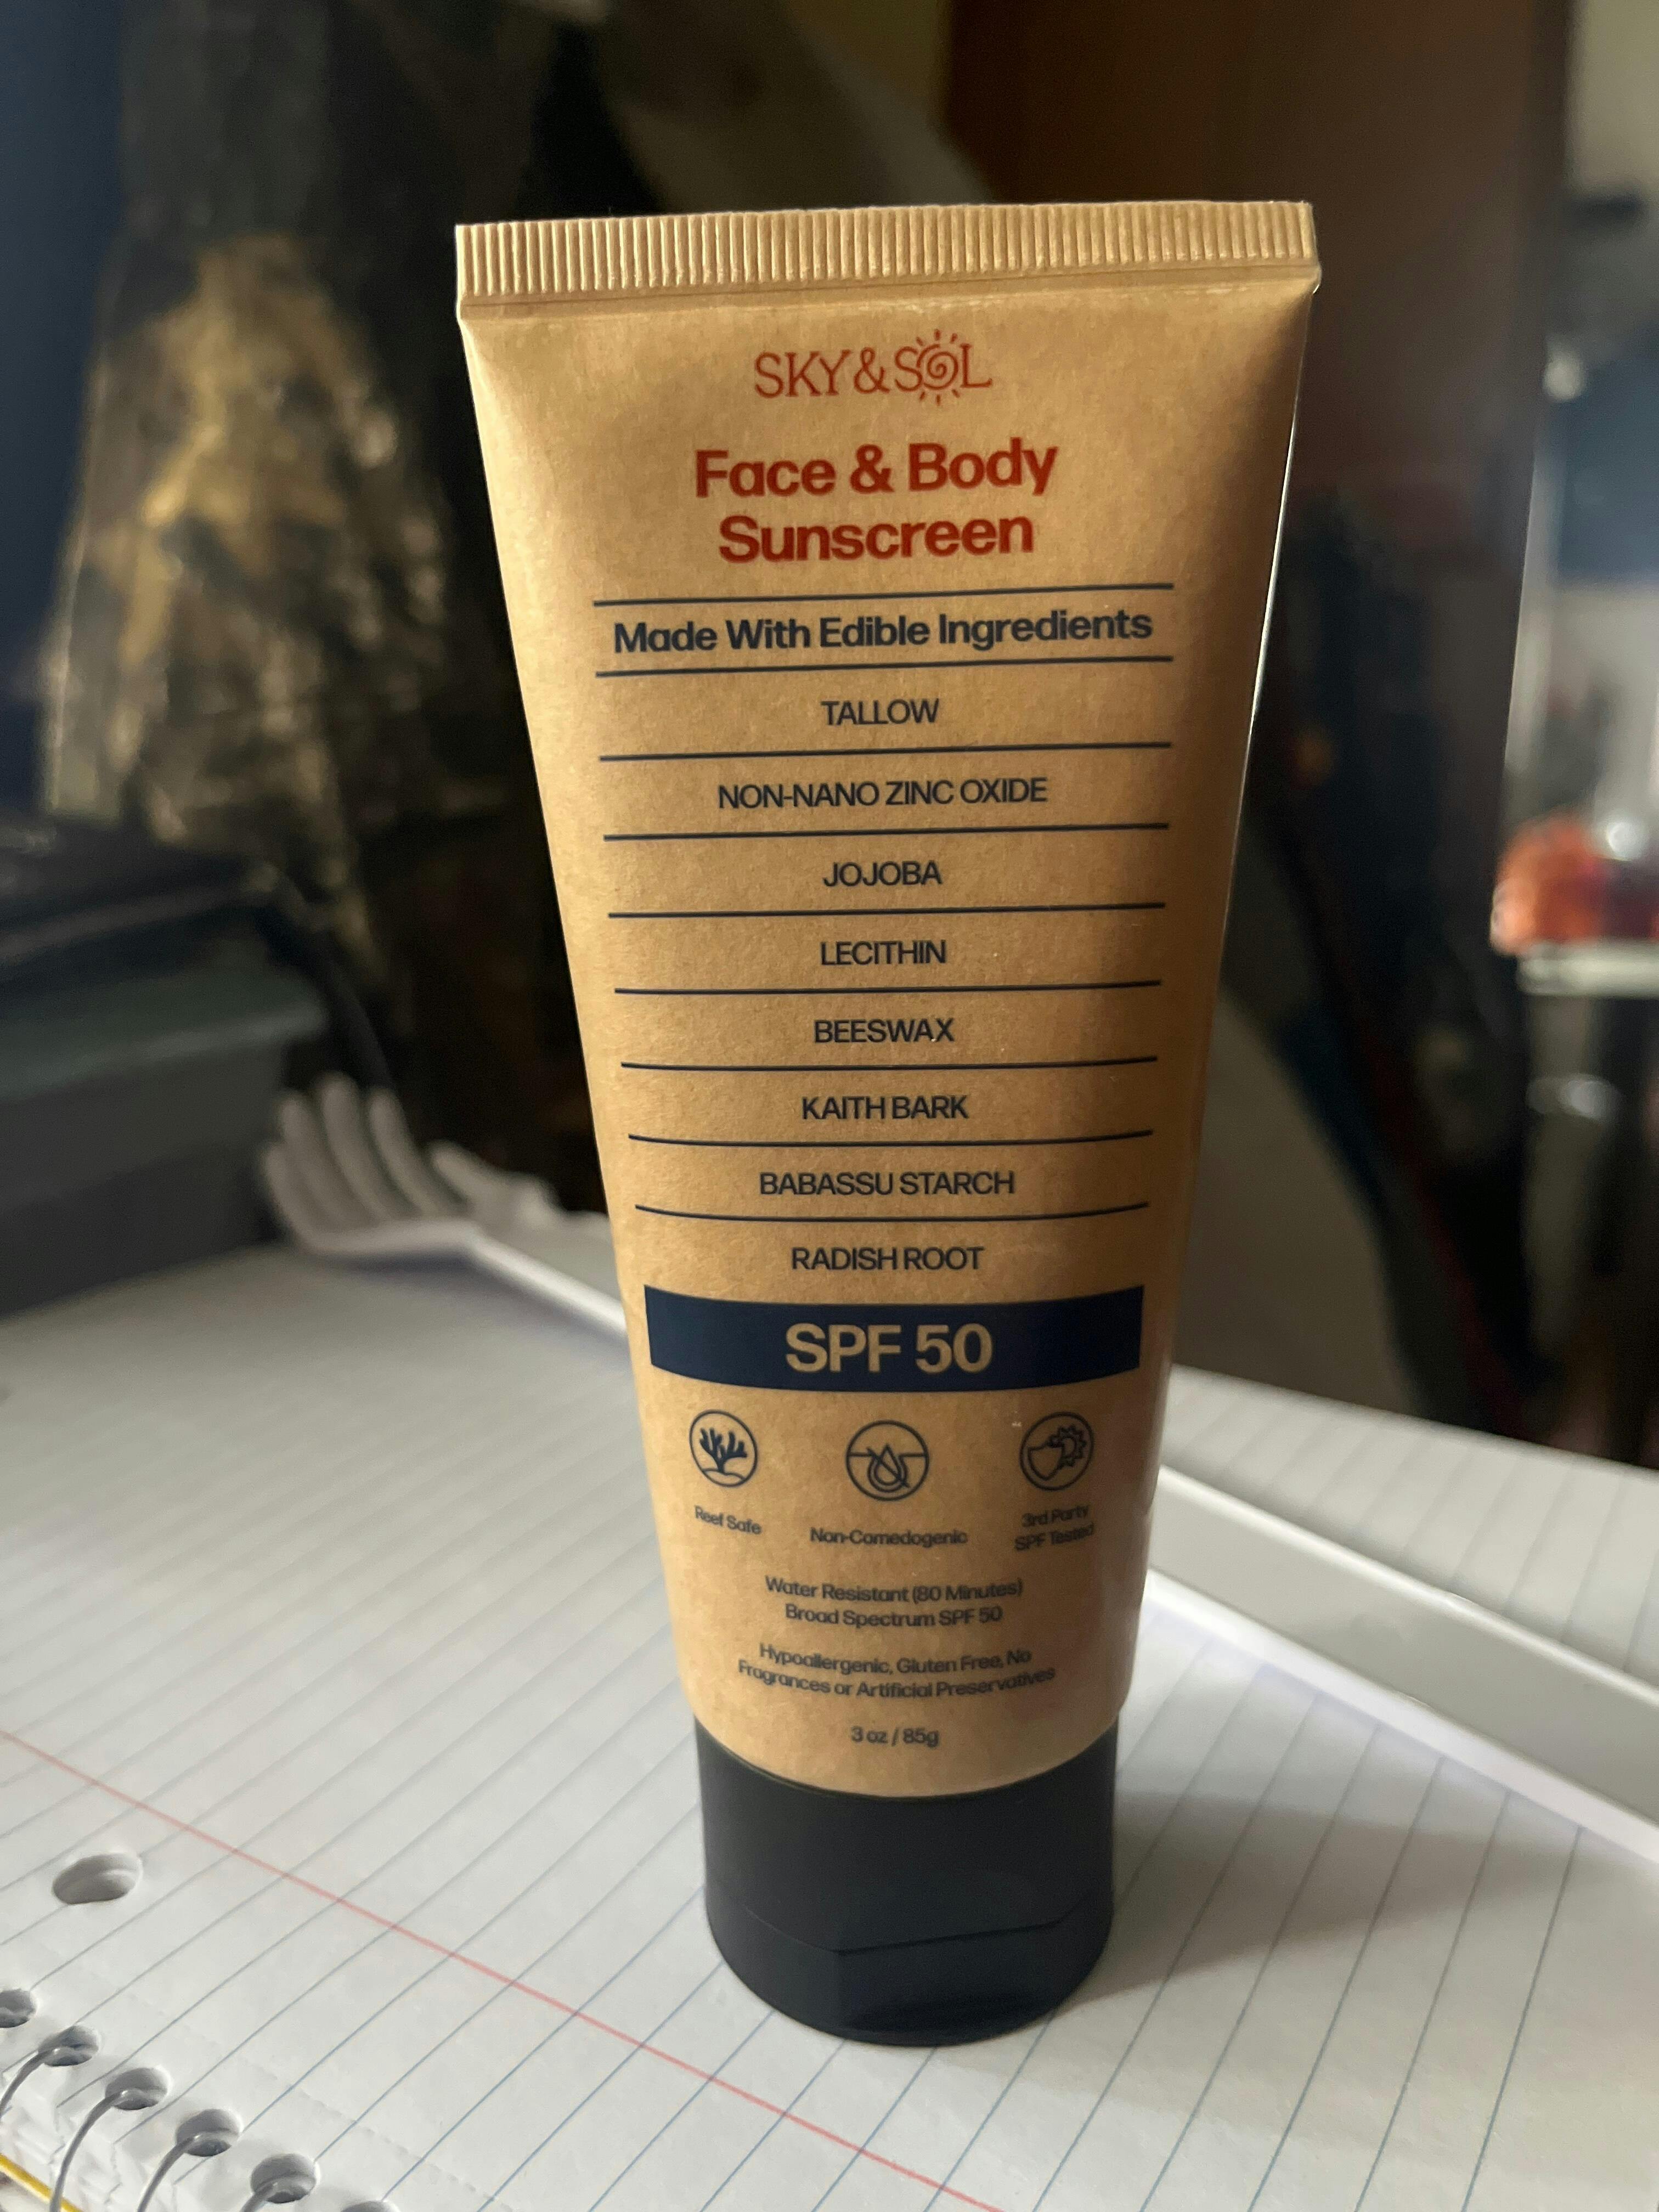 SKY & SOL
Face & Body
Sunscreen
Made With Edible Ingredients
TALLOW
NON-NANO ZINC OXIDE
JOJOBA
LECITHIN
BEESWAX
KAITH BARK
BABASSU STARCH
RADISH ROOT
SPF 50
Reef Safe
Non-Comedogenic
3rd Party
SPF Tested
Water Resistant (80 Minutes)
Broad Spectrum SPF 50
Hypoallergenic, Gluten Free, No
Fragrances or Artificial Preservatives
3 oz / 85g